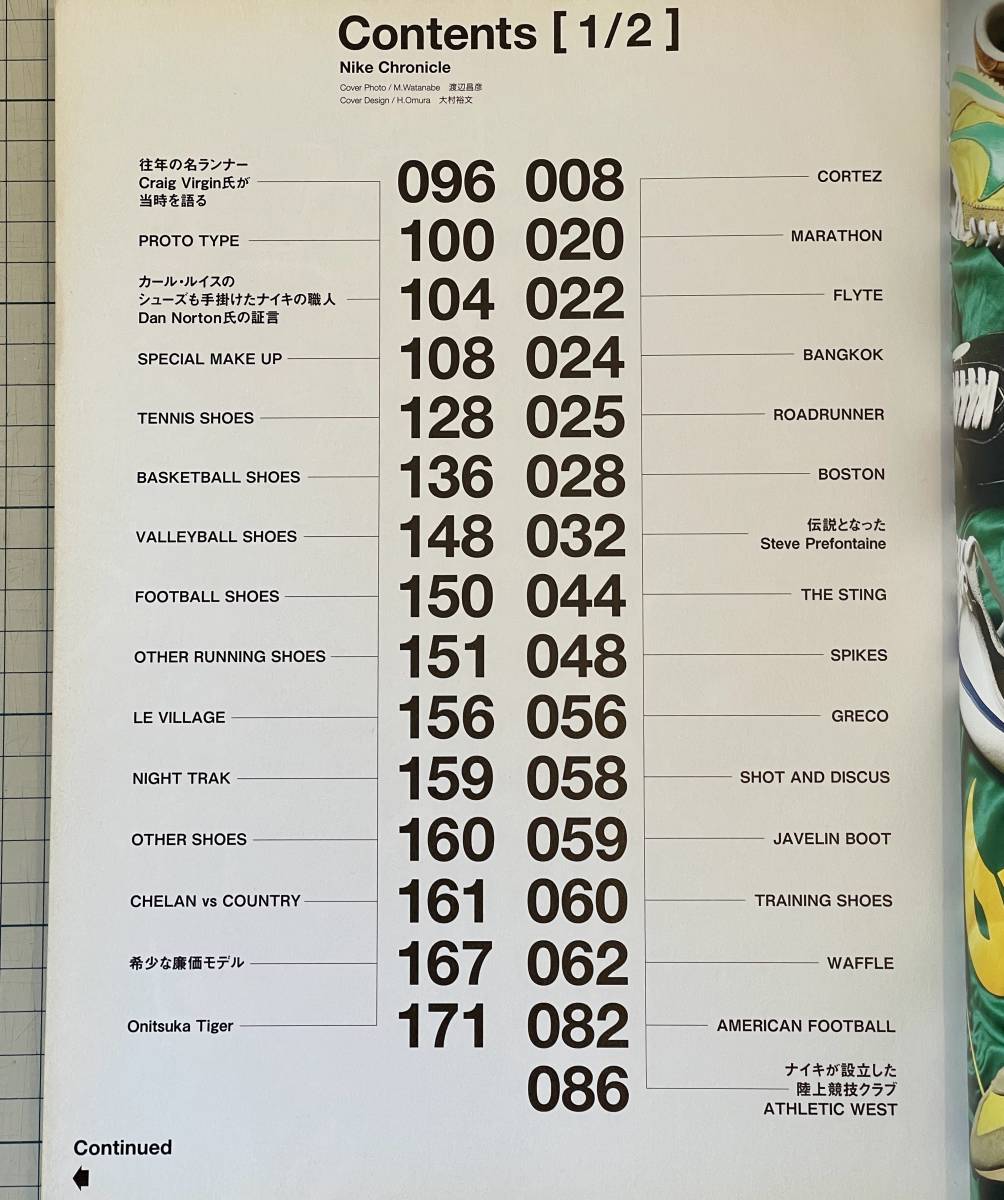 Contents [ 1/2 ]
Nike Chronicle
Cover Photo / M.Watanabe 渡辺昌彦
Cover Design / H.Omura 大村裕文
008 CORTEZ
020 MARATHON
022 FLYTE
024 BANGKOK
025 ROADRUNNER
028 BOSTON
032 伝説となった
Steve Prefontaine
044 THE STING
048 SPIKES
056 GRECO
058 SHOT AND DISCUS
059 JAVELIN BOOT
060 TRAINING SHOES
062 WAFFLE
082 AMERICAN FOOTBALL
086 ナイキが設立した
陸上競技クラブ
ATHLETIC WEST
往年の名ランナー
Craig Virgin氏が
当時を語る 096
PROTO TYPE 100
カール・ルイスの
シューズも手掛けたナイキの職人
Dan Norton氏の証言 104
SPECIAL MAKE UP 108
TENNIS SHOES 128
BASKETBALL SHOES 136
VALLEYBALL SHOES 148
FOOTBALL SHOES 150
OTHER RUNNING SHOES 151
LE VILLAGE 156
NIGHT TRAK 159
OTHER SHOES 160
CHELAN vs COUNTRY 161
希少な廉価モデル 167
Onitsuka Tiger 171
Continued